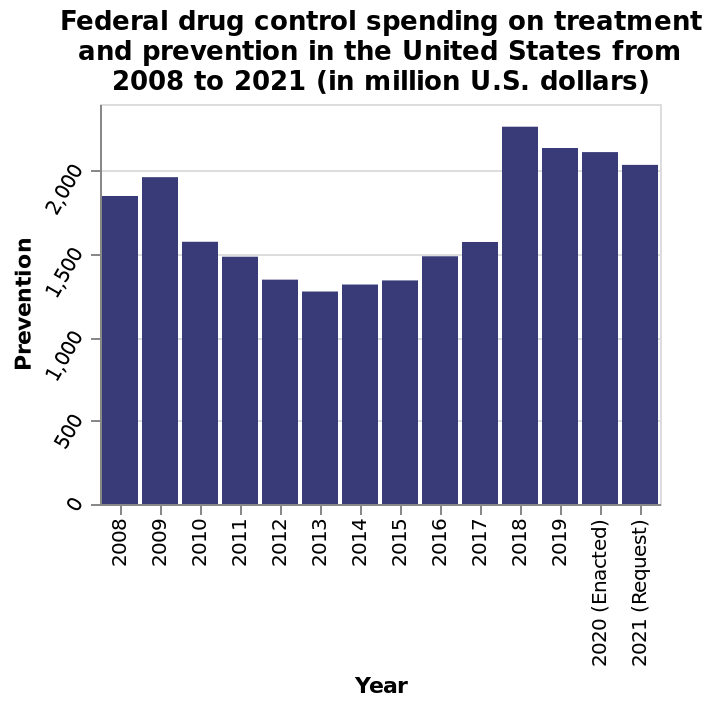 Federal drug control spending on treatment
and prevention in the United States from
2008 to 2021 (in million U.S. dollars)
Prevention
2,000
1,500
1,000
500
0
2008
2009
2010
2011
2012
2013
2014
2015
2016
2017
2018
2019
2020 (Enacted)
2021 (Request)
Year